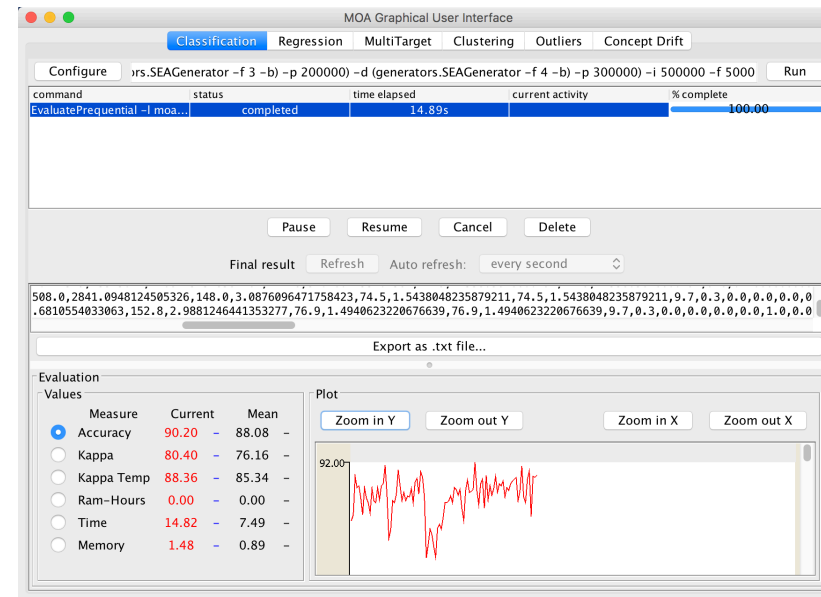 MOA Graphical User Interface
Classification Regression MultiTarget Clustering Outliers Concept Drift
Configure ors.SEAGenerator -f 3 -b) -p 200000) -d (generators.SEAGenerator -f 4 -b) -p 300000) -i 500000 -f 5000 Run
command status time elapsed current activity % complete
EvaluatePrequential -l moa... completed 14.89s 100.00
Pause Resume Cancel Delete
Final result Refresh Auto refresh: every second
508.0,2841.0948124505326,148.0,3.0876096471758423,74.5,1.5438048235879211,74.5,1.5438048235879211,9.7,0.3,0.0,0.0,0.0,0
.6810554033063,152.8,2.9881246441353277,76.9,1.4940623220676639,76.9,1.4940623220676639,9.7,0.3,0.0,0.0,0.0,1.0,0.0
Export as .txt file...
Evaluation
Values Plot
Measure Current Mean
Zoom in Y Zoom out Y Zoom in X Zoom out X
Accuracy 90.20 - 88.08 -
Kappa 80.40 - 76.16 -
92.00
Kappa Temp 88.36 - 85.34 -
Ram-Hours 0.00 - 0.00 -
Time 14.82 - 7.49 -
Memory 1.48 - 0.89 -